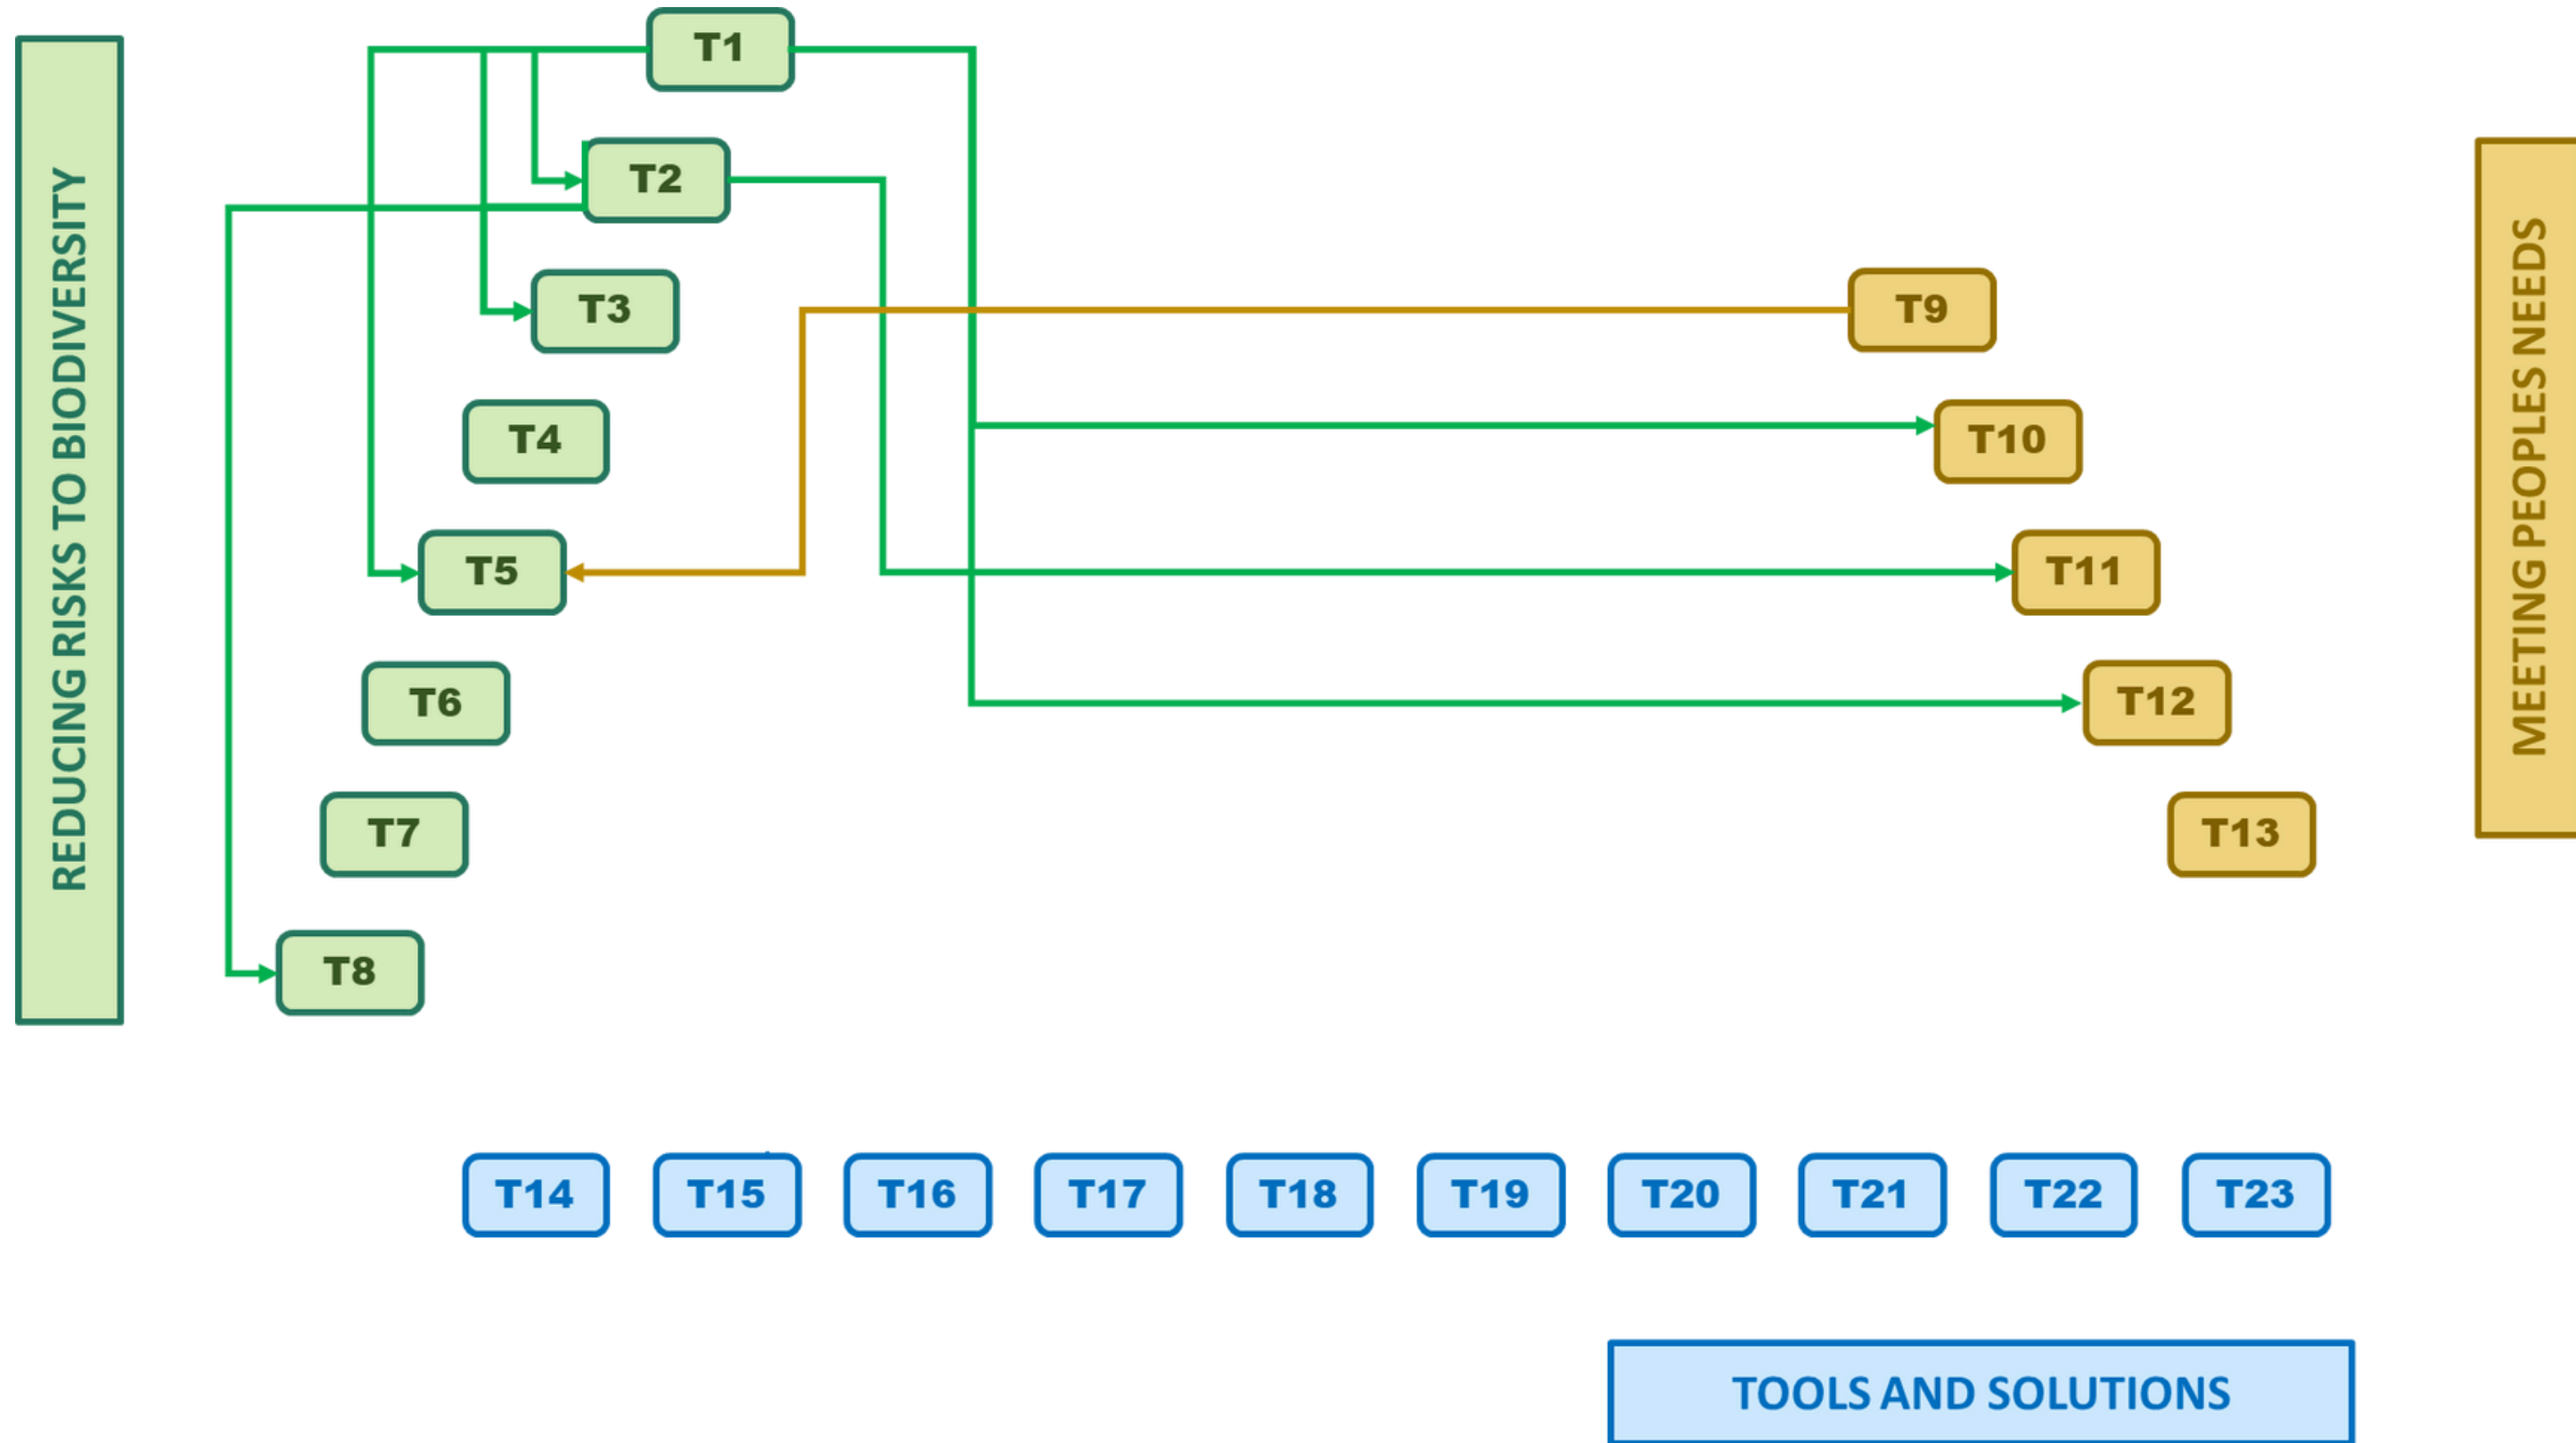 REDUCING RISKS TO BIODIVERSITY
T1
T2
T3
T4
T5
T6
T7
T8
T9
T10
T11
T12
T13
MEETING PEOPLES NEEDS
T14 T15 T16 T17 T18 T19 T20 T21 T22 T23
TOOLS AND SOLUTIONS